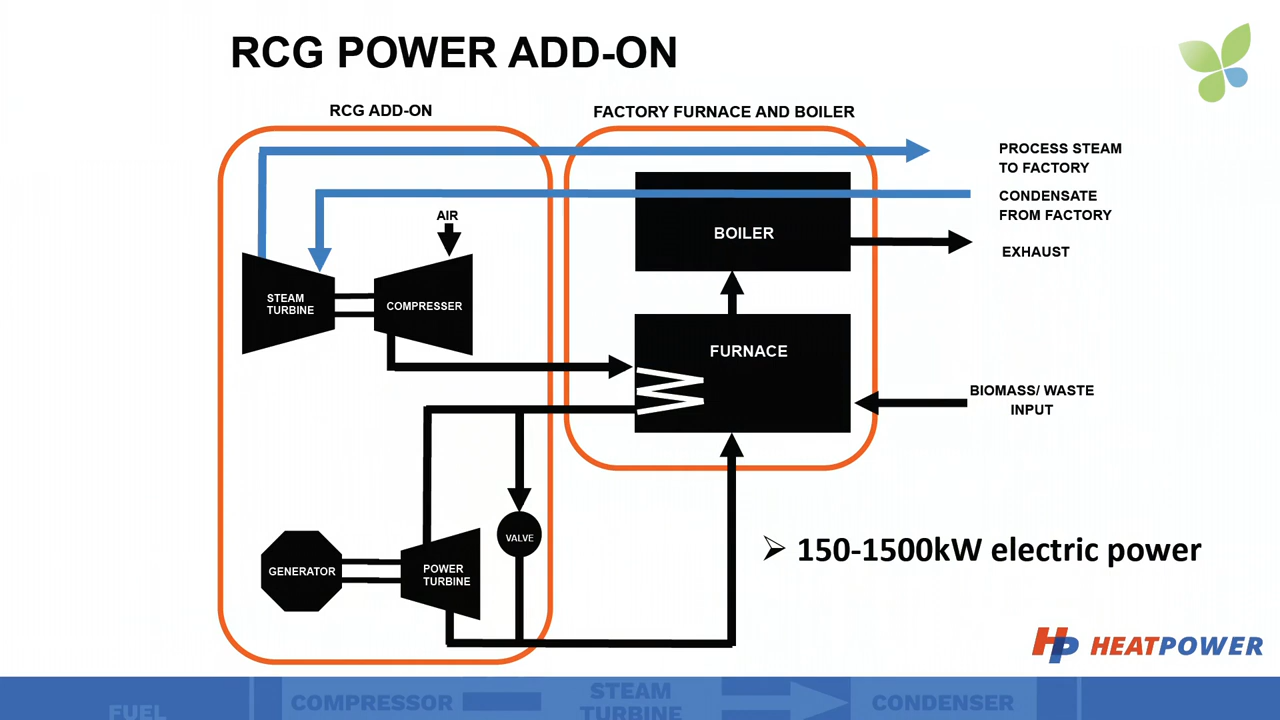 RCG POWER ADD-ON
RCG ADD-ON
FACTORY FURNACE AND BOILER
PROCESS STEAM
TO FACTORY
CONDENSATE
FROM FACTORY
AIR
BOILER
EXHAUST
STEAM
TURBINE
COMPRESSER
FURNACE
BIOMASS/ WASTE
INPUT
VALVE
GENERATOR
POWER
TURBINE
150-1500kW electric power
HP HEATPOWER
FUEL
COMPRESSOR
STEAM
TURBINE
CONDENSER